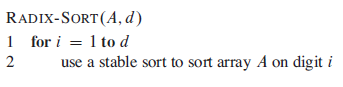 RADIX-SORT(A, d)
1 for i = 1 to d
2 use a stable sort to sort array A on digit i